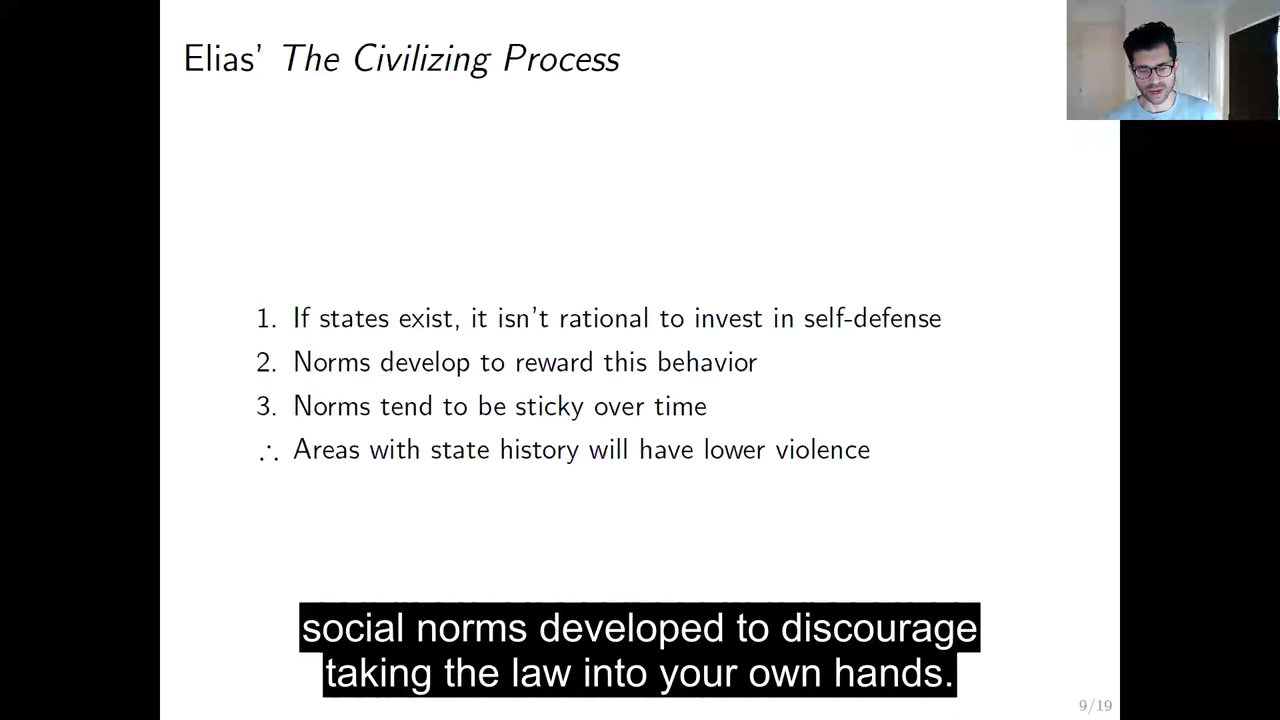 Elias' The Civilizing Process
1. If states exist, it isn't rational to invest in self-defense
2. Norms develop to reward this behavior
3. Norms tend to be sticky over time
∴ Areas with state history will have lower violence
social norms developed to discourage
taking the law into your own hands.
9/19